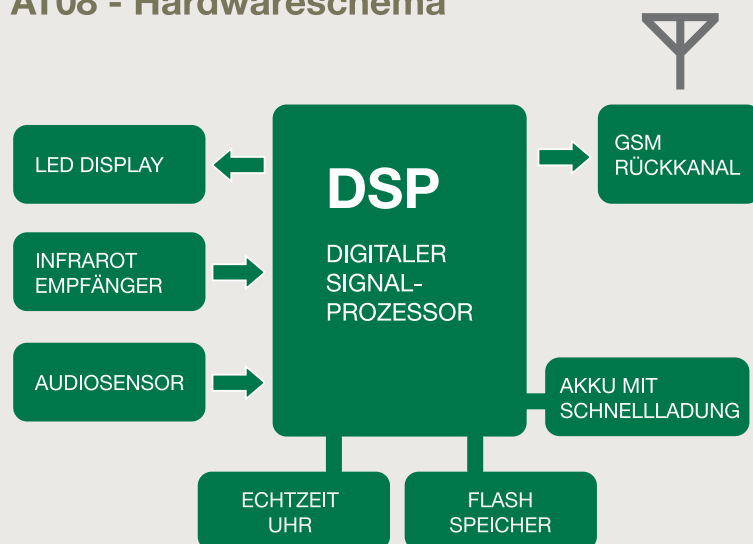 AT08 - Hardwareschema
LED DISPLAY
DSP
DIGITALER
SIGNAL-
PROZESSOR
GSM
RÜCKKANAL
INFRAROT
EMPFÄNGER
AUDIOSENSOR
AKKU MIT
SCHNELLLADUNG
ECHTZEIT
UHR
FLASH
SPEICHER